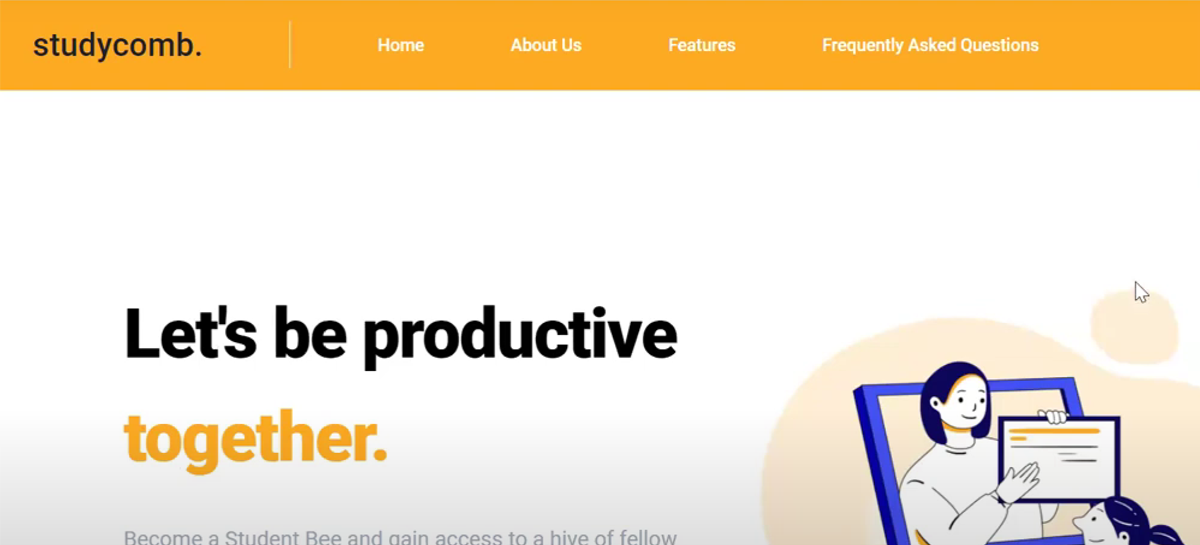 studycomb.
Home About Us Features Frequently Asked Questions
Let's be productive
together.
Become a Student Bee and gain access to a hive of fellow